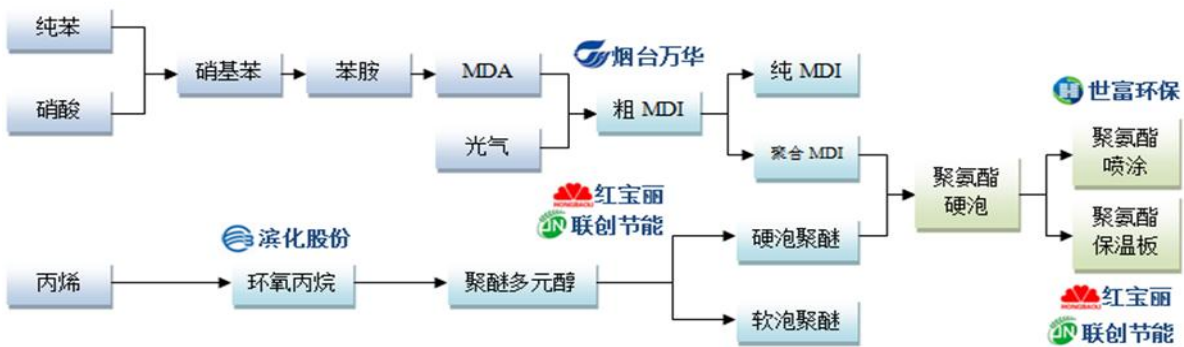 纯苯
硝酸
硝基苯
苯胺
MDA
光气
烟台万华
粗 MDI
纯 MDI
聚合 MDI
世富环保
聚氨酯
硬泡
聚氨酯
喷涂
聚氨酯
保温板
红宝丽
HONGBAOLI
联创节能
滨化股份
丙烯
环氧丙烷
聚醚多元醇
硬泡聚醚
软泡聚醚
红宝丽
HONGBAOLI
联创节能